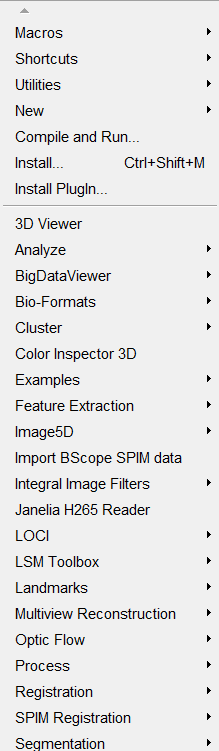 Macros
Shortcuts
Utilities
New
Compile and Run...
Install... Ctrl+Shift+M
Install PlugIn...
3D Viewer
Analyze
BigDataViewer
Bio-Formats
Cluster
Color Inspector 3D
Examples
Feature Extraction
Image5D
Import BScope SPIM data
Integral Image Filters
Janelia H265 Reader
LOCI
LSM Toolbox
Landmarks
Multiview Reconstruction
Optic Flow
Process
Registration
SPIM Registration
Segmentation